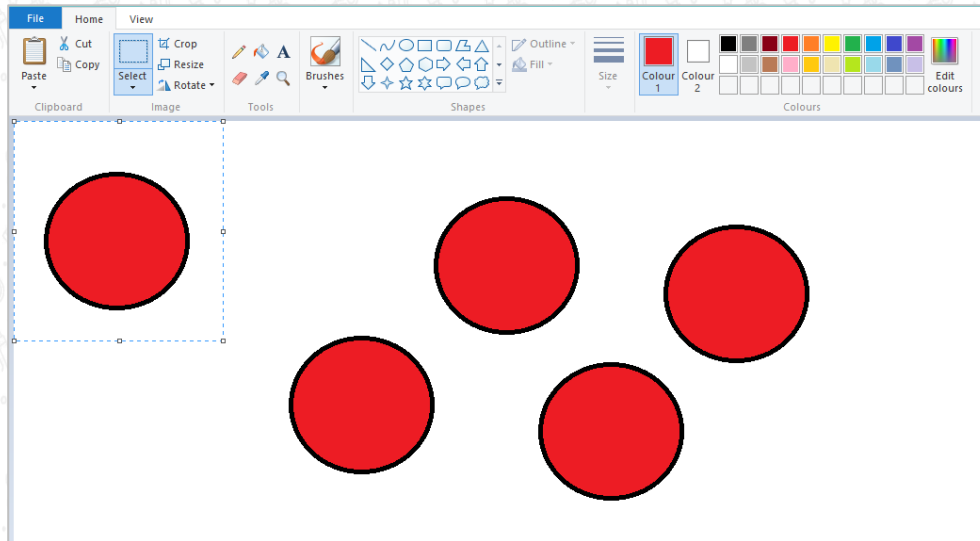 File Home View
Cut
Copy
Paste
Clipboard
Crop
Resize
Rotate
Select
Image
A
Tools
Brushes
Outline
Fill
Shapes
Size
Colour 1
Colour 2
Edit colours
Colours